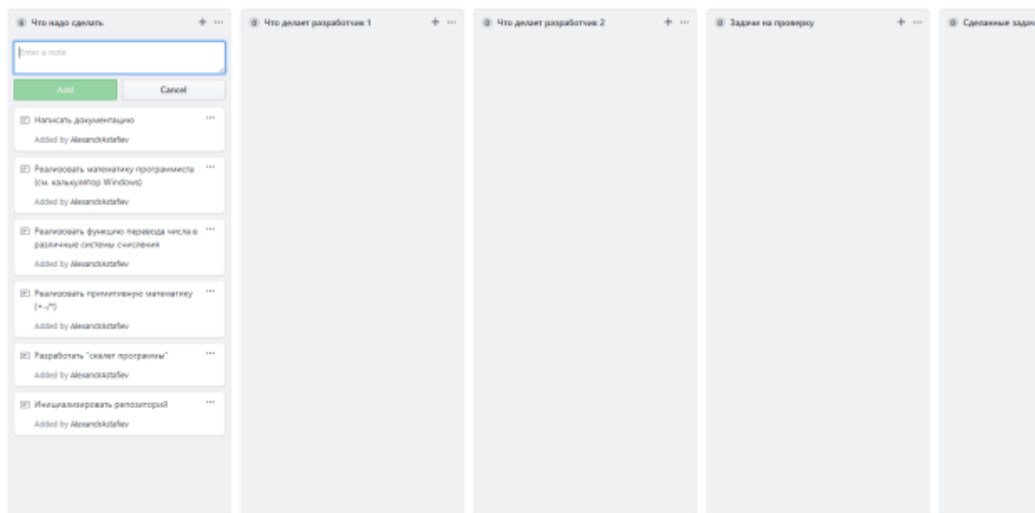 6 Что надо сделать
Enter a note
Add Cancel
Написать документацию
Added by AlexandrAstafiev
Реализовать математику программиста
(см. калькулятор Windows)
Added by AlexandrAstafiev
Реализовать функцию перевода числа в
различные системы счисления
Added by AlexandrAstafiev
Реализовать примитивную математику
(+-/*)
Added by AlexandrAstafiev
Разработать "скелет программы"
Added by AlexandrAstafiev
Инициализировать репозиторий
Added by AlexandrAstafiev
0 Что делает разработчик 1
0 Что делает разработчик 2
0 Задачи на проверку
0 Сделанные задач